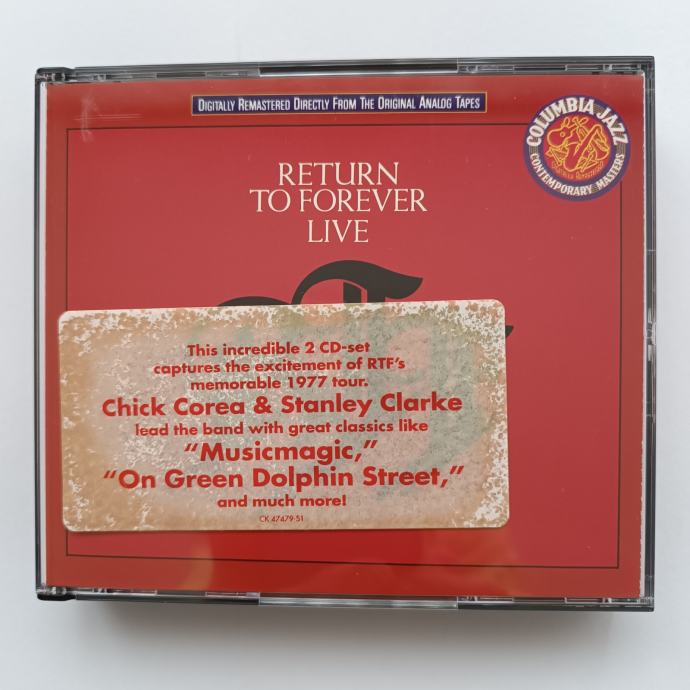 Digitally Remastered Directly From The Original Analog Tapes
COLUMBIA JAZZ
CONTEMPORARY MASTERS
RETURN
TO FOREVER
LIVE
This incredible 2 CD-set
captures the excitement of RTF's
memorable 1977 tour.
Chick Corea & Stanley Clarke
lead the band with great classics like
“Musicmagic,”
“On Green Dolphin Street,”
and much more!
CK 47479-S1